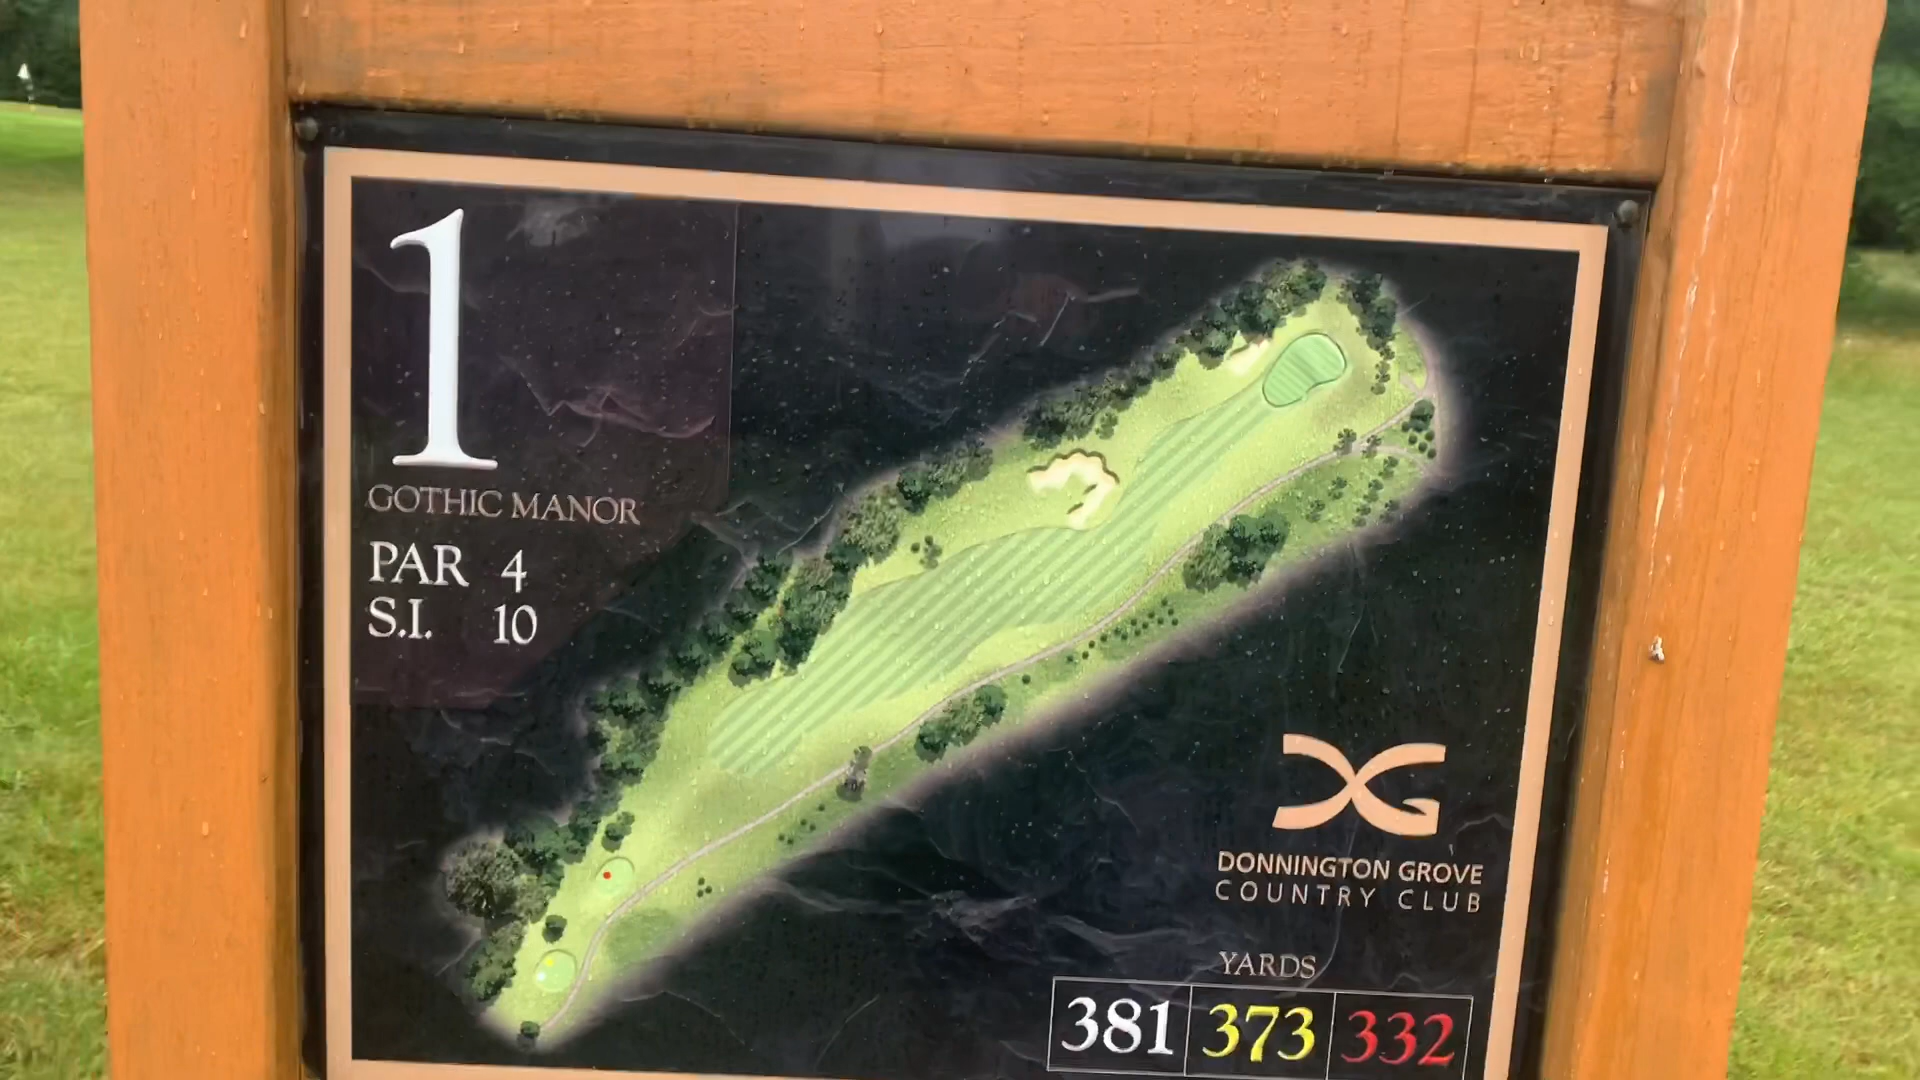 1
GOTHIC MANOR
PAR 4
S.I. 10
DONNINGTON GROVE
COUNTRY CLUB
YARDS
381 373 332